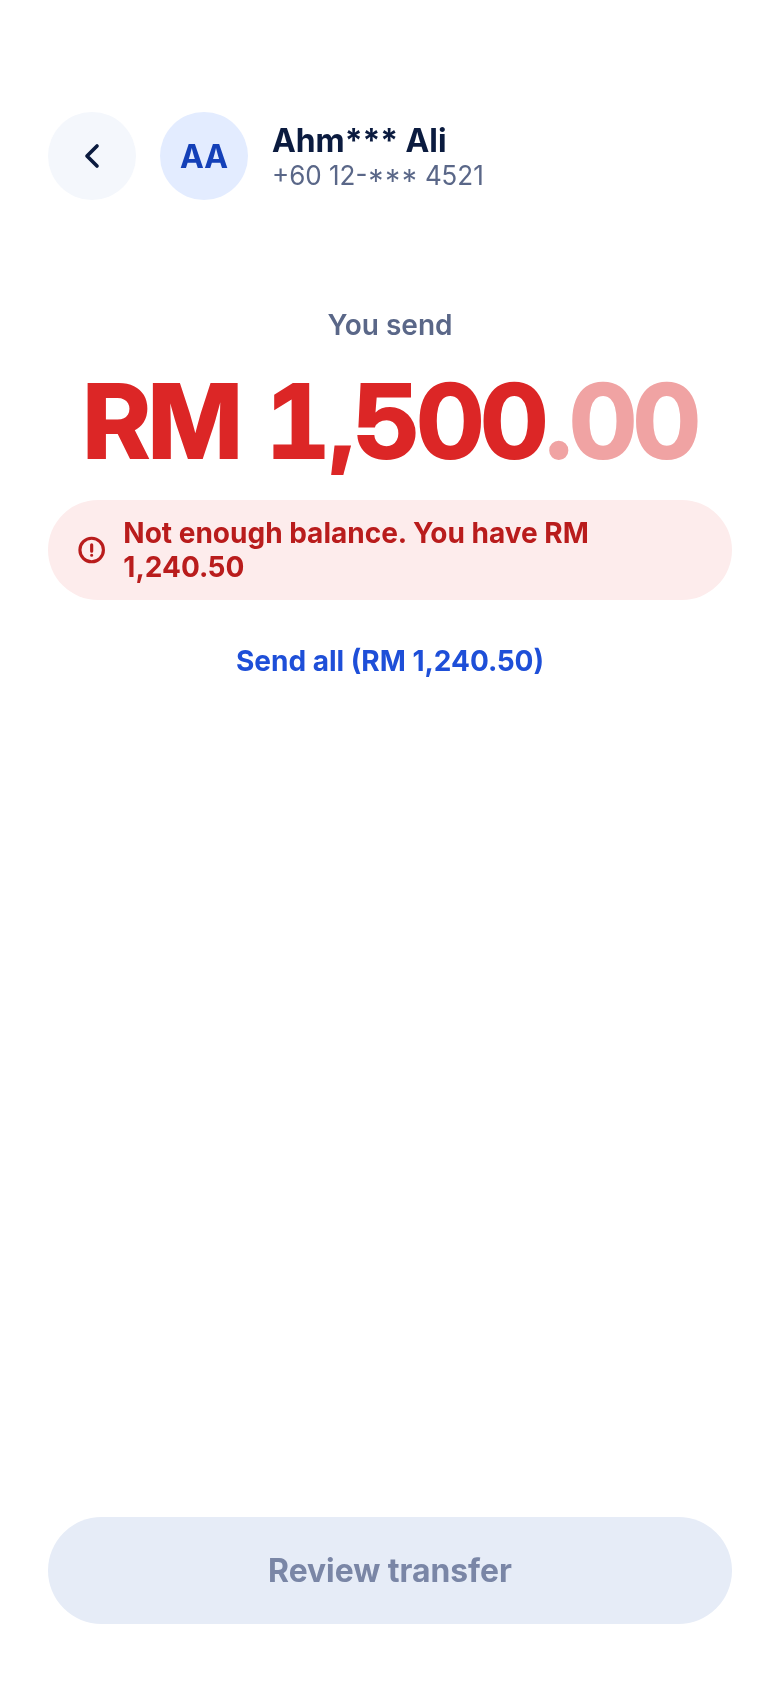 AA
Ahm*** Ali
+60 12-*** 4521
You send
RM 1,500.00
Not enough balance. You have RM
1,240.50
Send all (RM 1,240.50)
Review transfer